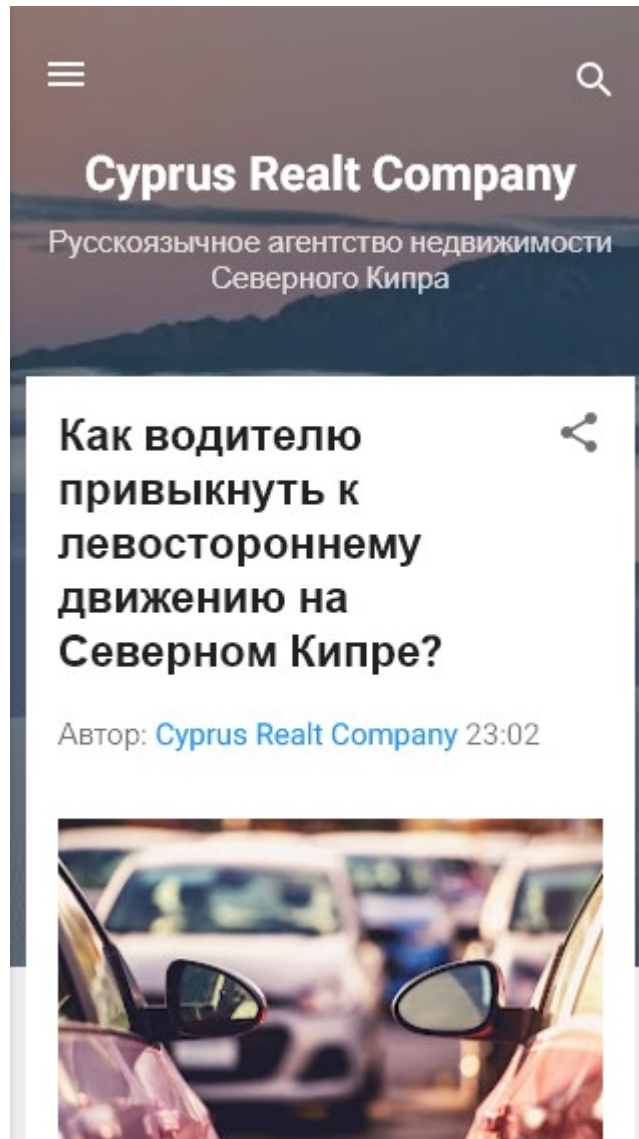 Cyprus Realt Company
Русскоязычное агентство недвижимости
Северного Кипра
Как водителю
привыкнуть к
левостороннему
движению на
Северном Кипре?
Автор: Cyprus Realt Company 23:02